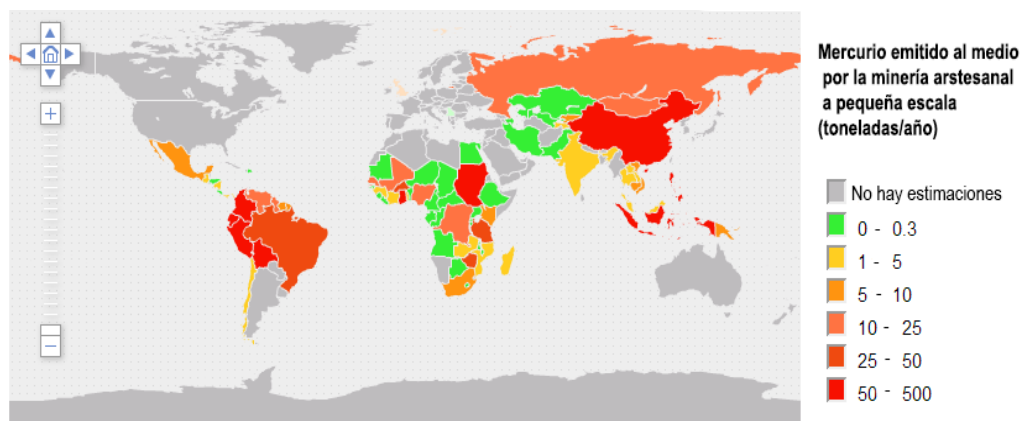 Mercurio emitido al medio
por la minería arstesanal
a pequeña escala
(toneladas/año)
No hay estimaciones
0 - 0.3
1 - 5
5 - 10
10 - 25
25 - 50
50 - 500